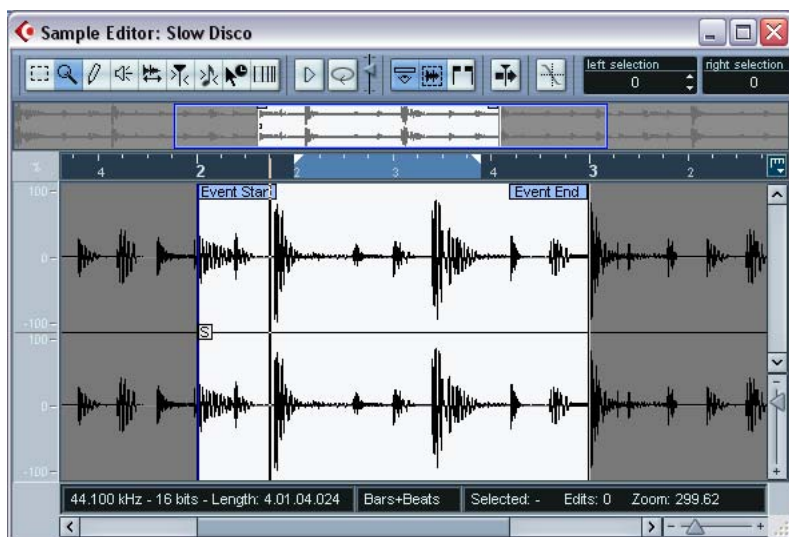 Sample Editor: Slow Disco
left selection
0
right selection
0
4 2 2 3 4 3 2
100
Event Start
Event End
0
-100
100
S
0
-100
44.100 kHz - 16 bits - Length: 4.01.04.024
Bars+Beats
Selected: -
Edits: 0
Zoom: 299.62